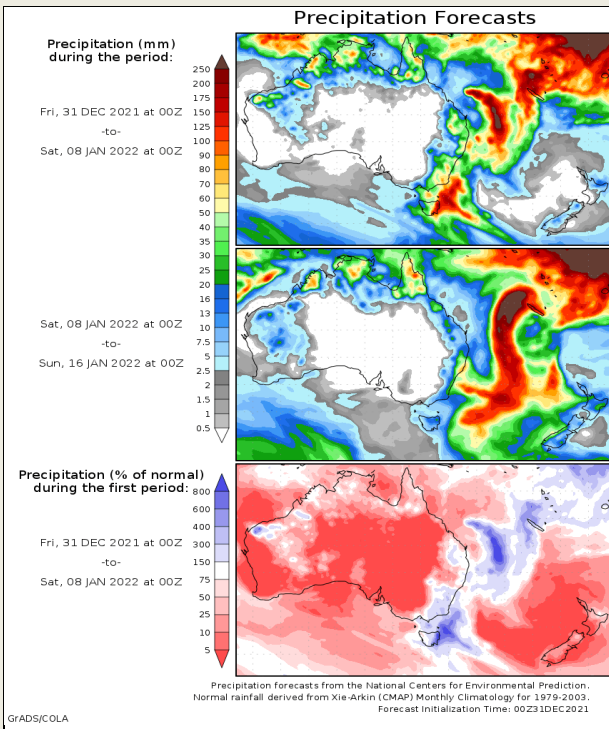 Precipitation Forecasts
Precipitation (mm)
during the period:
Fri, 31 DEC 2021 at 00Z
-to-
Sat, 08 JAN 2022 at 00Z
250
200
175
150
125
100
90
80
70
60
50
40
35
30
25
20
16
13
10
7.5
5
2.5
2
1.5
1
0.5
Sat, 08 JAN 2022 at 00Z
-to-
Sun, 16 JAN 2022 at 00Z
Precipitation (% of normal)
during the first period:
Fri, 31 DEC 2021 at 00Z
-to-
Sat, 08 JAN 2022 at 00Z
800
600
400
300
150
75
50
25
10
5
Precipitation forecasts from the National Centers for Environmental Prediction.
Normal rainfall derived from Xie-Arkin (CMAP) Monthly Climatology for 1979-2003.
Forecast Initialization Time: 00Z31DEC2021
GrADS/COLA